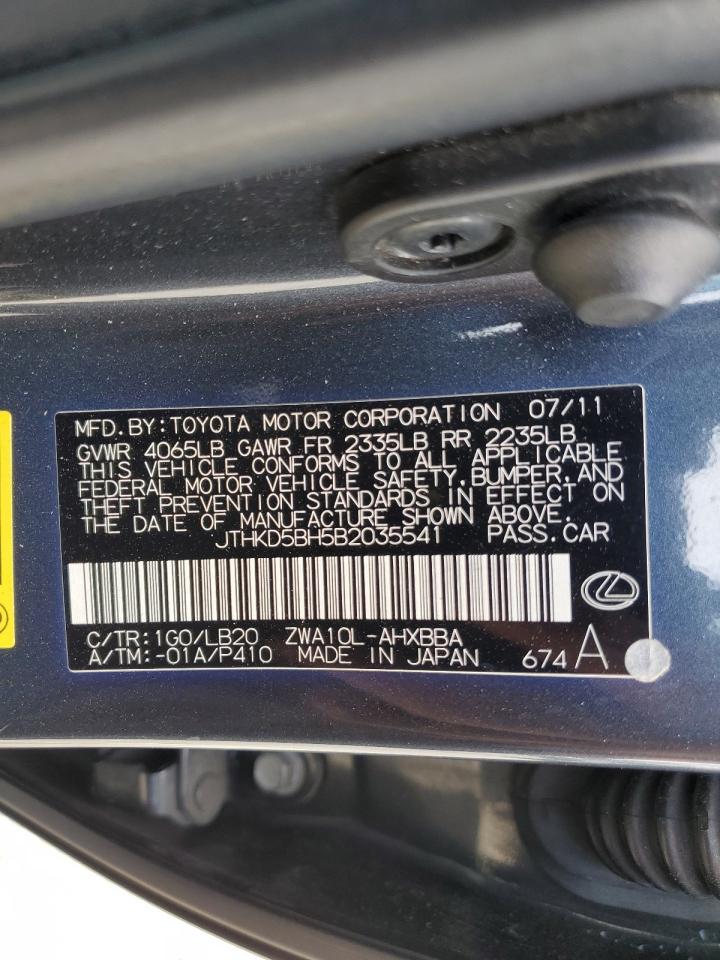 MFD.BY:TOYOTA MOTOR CORPORATION 07/11
GVWR 4065LB GAWR FR 2335LB RR 2235LB
THIS VEHICLE CONFORMS TO ALL APPLICABLE
FEDERAL MOTOR VEHICLE SAFETY,BUMPER,AND
THEFT PREVENTION STANDARDS IN EFFECT ON
THE DATE OF MANUFACTURE SHOWN ABOVE.
JTHKD5BH5B2035541 PASS.CAR
C/TR:1G0/LB20 ZWA10L-AHXBBA
A/TM:-01A/P410 MADE IN JAPAN 674 A